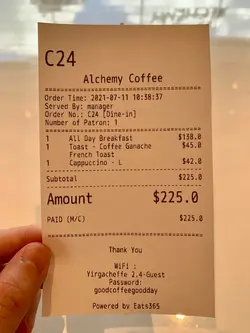 C24
Alchemy Coffee
Order Time: 2021-07-11 10:38:37
Served By: manager
Order No.: C24 [Dine-in]
Number of Patron: 1
1 All Day Breakfast $138.0
1 Toast - Coffee Ganache $45.0
French Toast
1 Cappuccino - L $42.0
Subtotal $225.0
Amount $225.0
PAID (M/C) $225.0
Thank You
WiFi :
Yirgacheffe 2.4-Guest
Password:
goodcoffeegoodday
Powered by Eats365